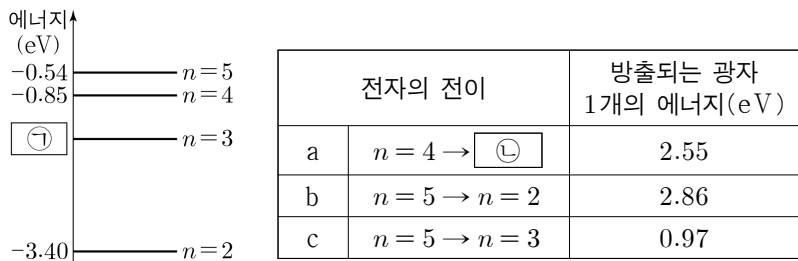 에너지
(eV)
-0.54 n=5
-0.85 n=4
㉠ n=3
-3.40 n=2
전자의 전이 방출되는 광자
1개의 에너지(eV)
a n=4→㉡ 2.55
b n=5→n=2 2.86
c n=5→n=3 0.97